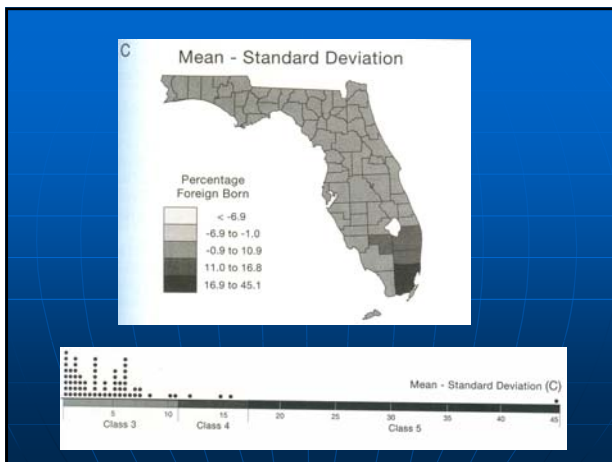 C
Mean - Standard Deviation
Percentage
Foreign Born
< -6.9
-6.9 to -1.0
-0.9 to 10.9
11.0 to 16.8
16.9 to 45.1
Mean - Standard Deviation (C)
5 10 15 20 25 30 35 40 45
Class 3 Class 4 Class 5